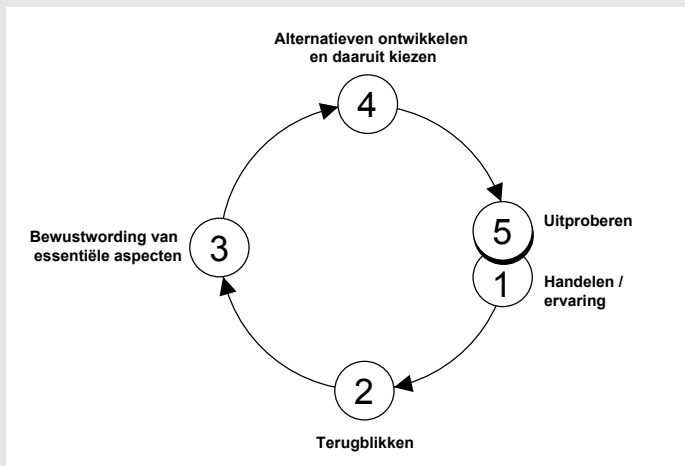 Alternatieven ontwikkelen
en daaruit kiezen
4
5
Uitproberen
Bewustwording van
essentiële aspecten
3
1
Handelen /
ervaring
2
Terugblikken